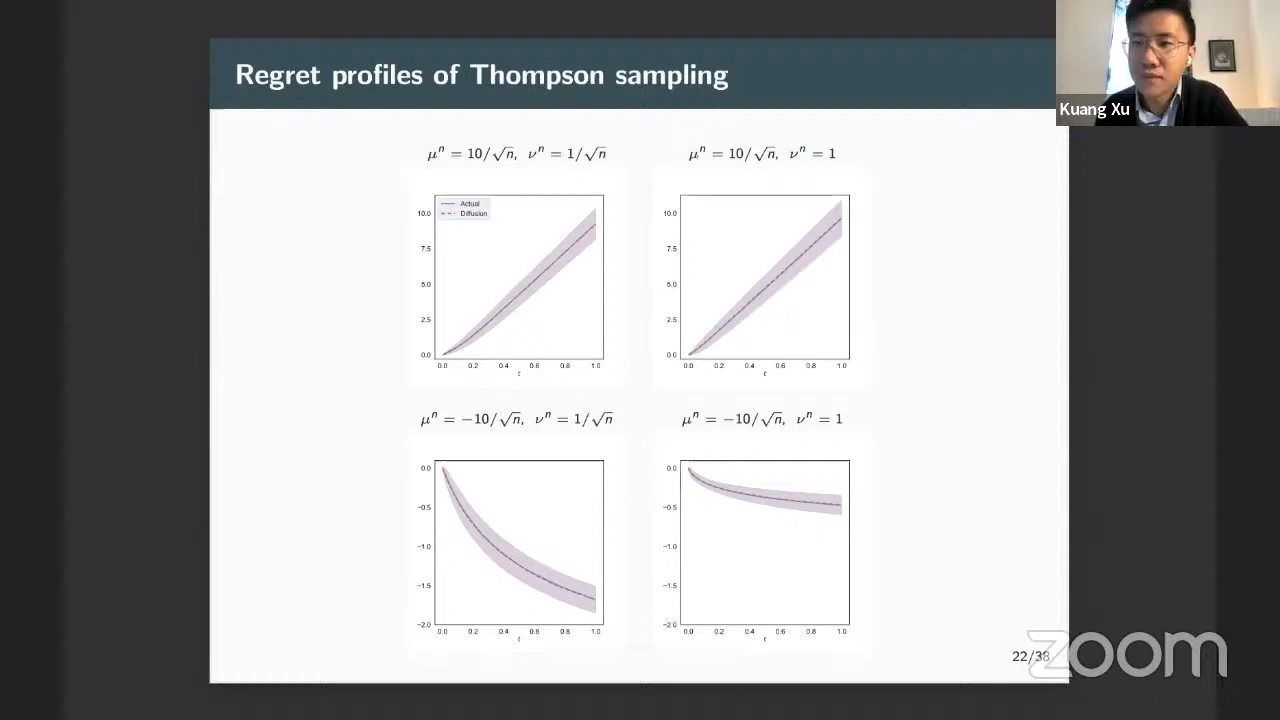 Regret profiles of Thompson sampling
Kuang Xu
μⁿ = 10/√n, νⁿ = 1/√n
μⁿ = 10/√n, νⁿ = 1
Actual
Diffusion
10.0
7.5
5.0
2.5
0.0
0.0 0.2 0.4 0.6 0.8 1.0
t
10.0
7.5
5.0
2.5
0.0
0.0 0.2 0.4 0.6 0.8 1.0
t
μⁿ = −10/√n, νⁿ = 1/√n
μⁿ = −10/√n, νⁿ = 1
0.0
−0.5
−1.0
−1.5
−2.0
0.0 0.2 0.4 0.6 0.8 1.0
t
0.0
−0.5
−1.0
−1.5
−2.0
0.0 0.2 0.4 0.6 0.8 1.0
t
22/38
zoom